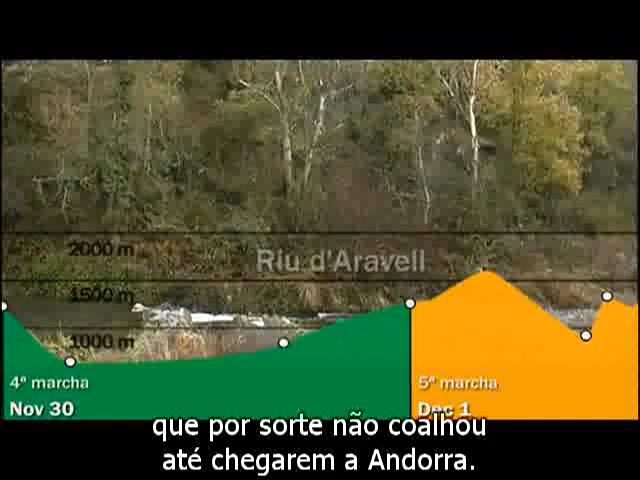 2000 m
Riu d'Aravell
1500 m
1000 m
4ª marcha
5ª marcha
Nov 30
Dec 1
que por sorte não coalhou
até chegarem a Andorra.